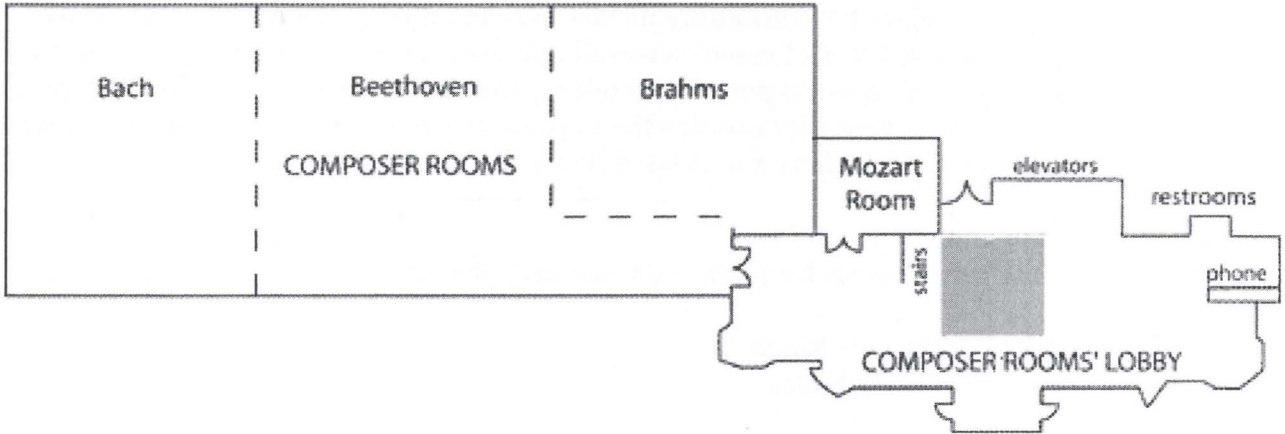 Bach
Beethoven
Brahms
COMPOSER ROOMS
Mozart
Room
elevators
restrooms
stairs
phone
COMPOSER ROOMS' LOBBY